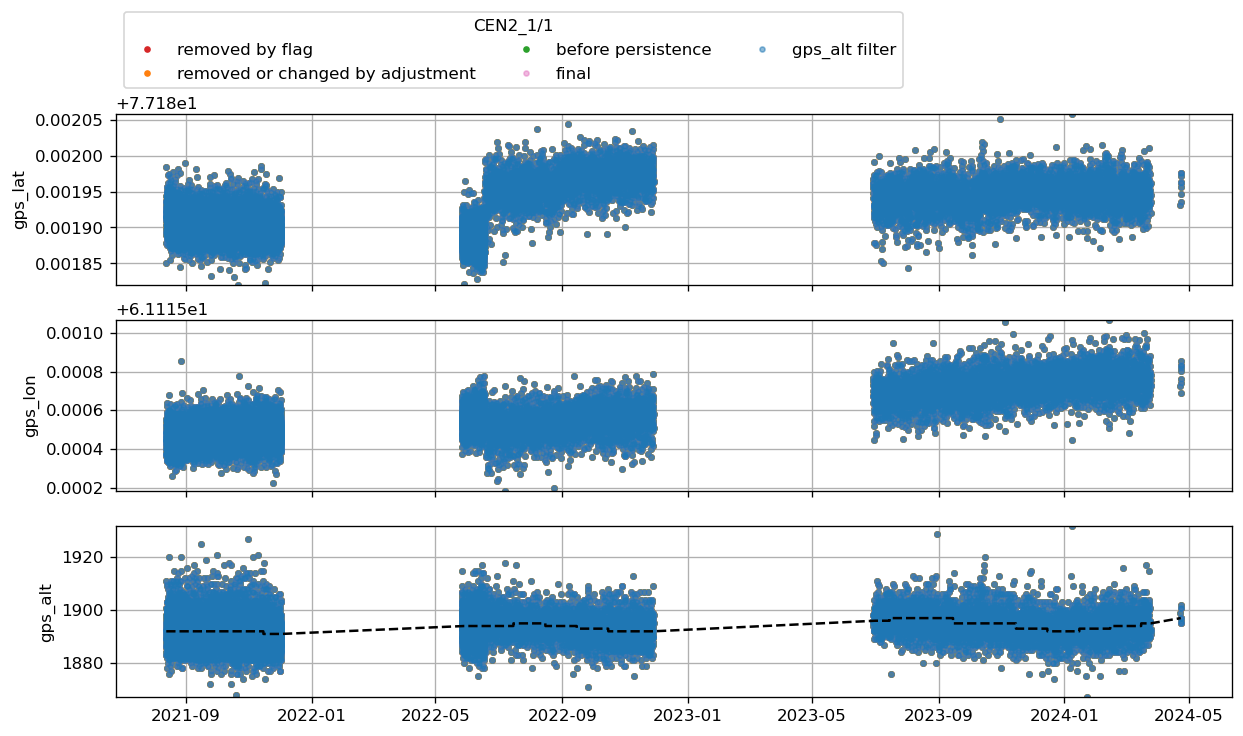 CEN2_1/1
removed by flag
before persistence
gps_alt filter
removed or changed by adjustment
final
+7.718e1
0.00205
0.00200
0.00195
0.00190
0.00185
gps_lat
+6.1115e1
0.0010
0.0008
0.0006
0.0004
0.0002
gps_lon
1920
1900
1880
gps_alt
2021-09
2022-01
2022-05
2022-09
2023-01
2023-05
2023-09
2024-01
2024-05